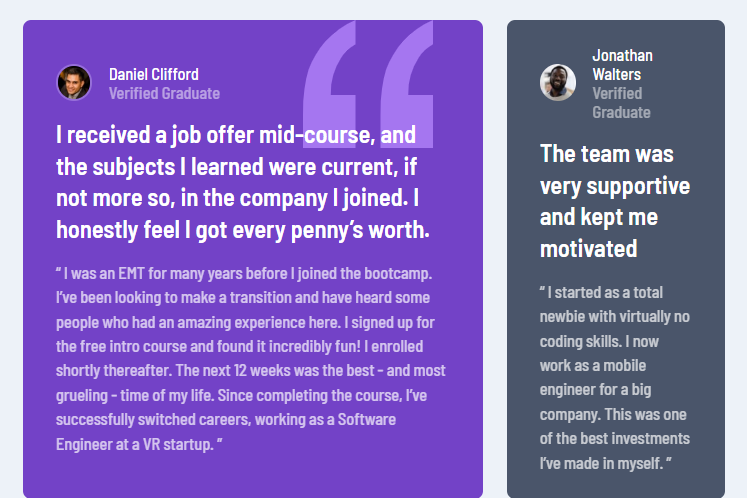 Daniel Clifford
Verified Graduate
I received a job offer mid-course, and
the subjects I learned were current, if
not more so, in the company I joined. I
honestly feel I got every penny’s worth.
“ I was an EMT for many years before I joined the bootcamp.
I’ve been looking to make a transition and have heard some
people who had an amazing experience here. I signed up for
the free intro course and found it incredibly fun! I enrolled
shortly thereafter. The next 12 weeks was the best - and most
grueling - time of my life. Since completing the course, I’ve
successfully switched careers, working as a Software
Engineer at a VR startup. ”
Jonathan
Walters
Verified
Graduate
The team was
very supportive
and kept me
motivated
“ I started as a total
newbie with virtually no
coding skills. I now
work as a mobile
engineer for a big
company. This was one
of the best investments
I’ve made in myself. ”